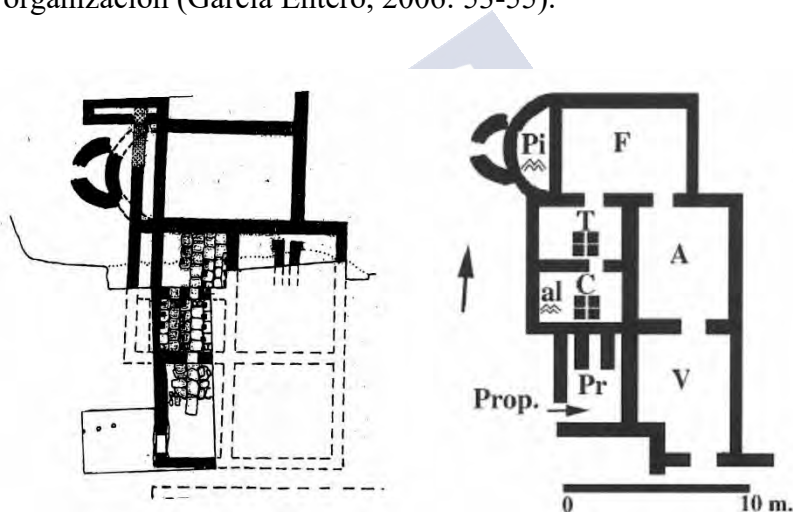 organización (García Entero, 2006: 53-55).
Pi
F
T
A
al
C
Pr
V
Prop.
0
10 m.